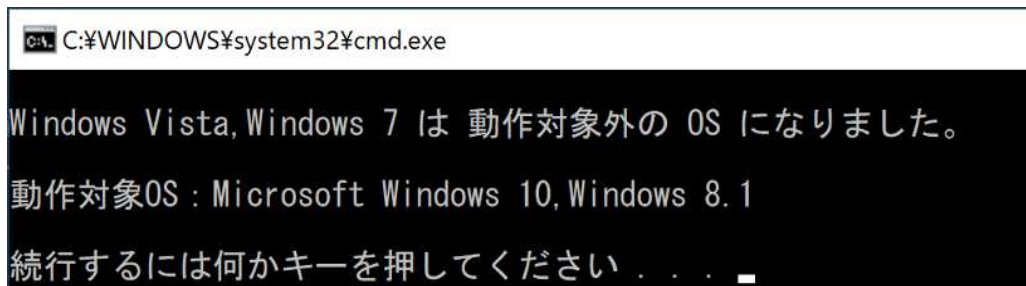 C:¥WINDOWS¥system32¥cmd.exe
Windows Vista,Windows 7 は 動作対象外の OS になりました。
動作対象OS：Microsoft Windows 10,Windows 8.1
続行するには何かキーを押してください . . .